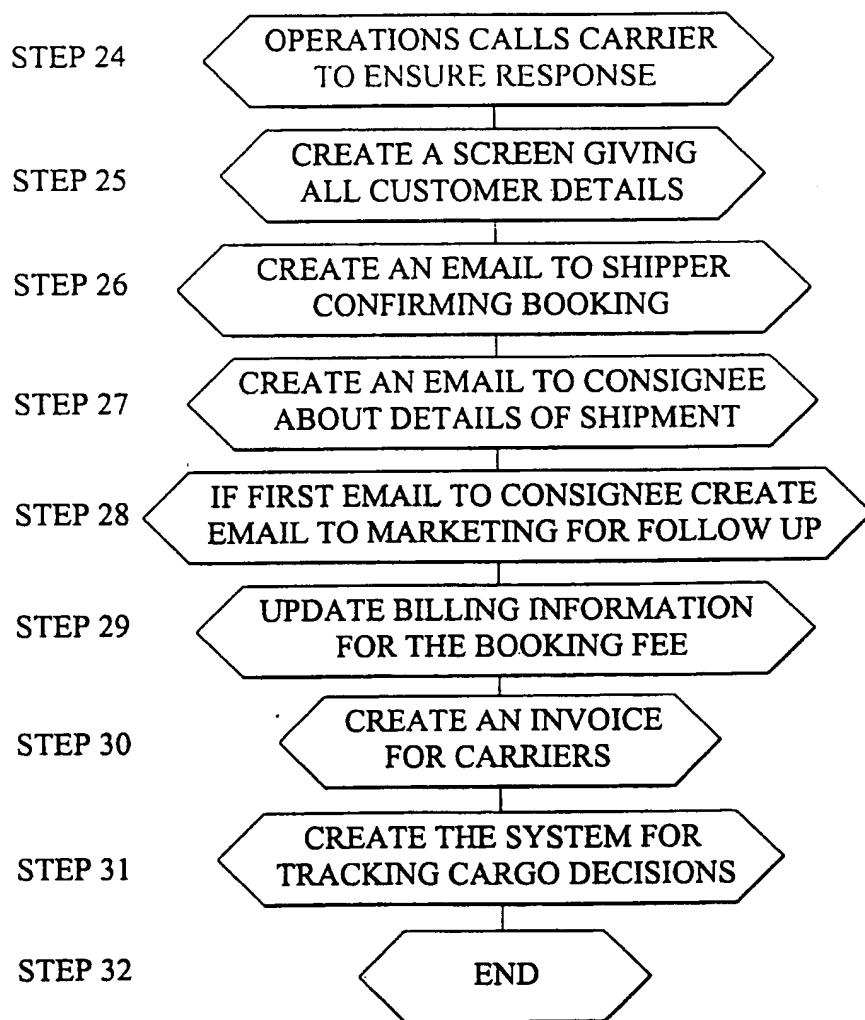 STEP 24
OPERATIONS CALLS CARRIER
TO ENSURE RESPONSE
STEP 25
CREATE A SCREEN GIVING
ALL CUSTOMER DETAILS
STEP 26
CREATE AN EMAIL TO SHIPPER
CONFIRMING BOOKING
STEP 27
CREATE AN EMAIL TO CONSIGNEE
ABOUT DETAILS OF SHIPMENT
STEP 28
IF FIRST EMAIL TO CONSIGNEE CREATE
EMAIL TO MARKETING FOR FOLLOW UP
STEP 29
UPDATE BILLING INFORMATION
FOR THE BOOKING FEE
STEP 30
CREATE AN INVOICE
FOR CARRIERS
STEP 31
CREATE THE SYSTEM FOR
TRACKING CARGO DECISIONS
STEP 32
END